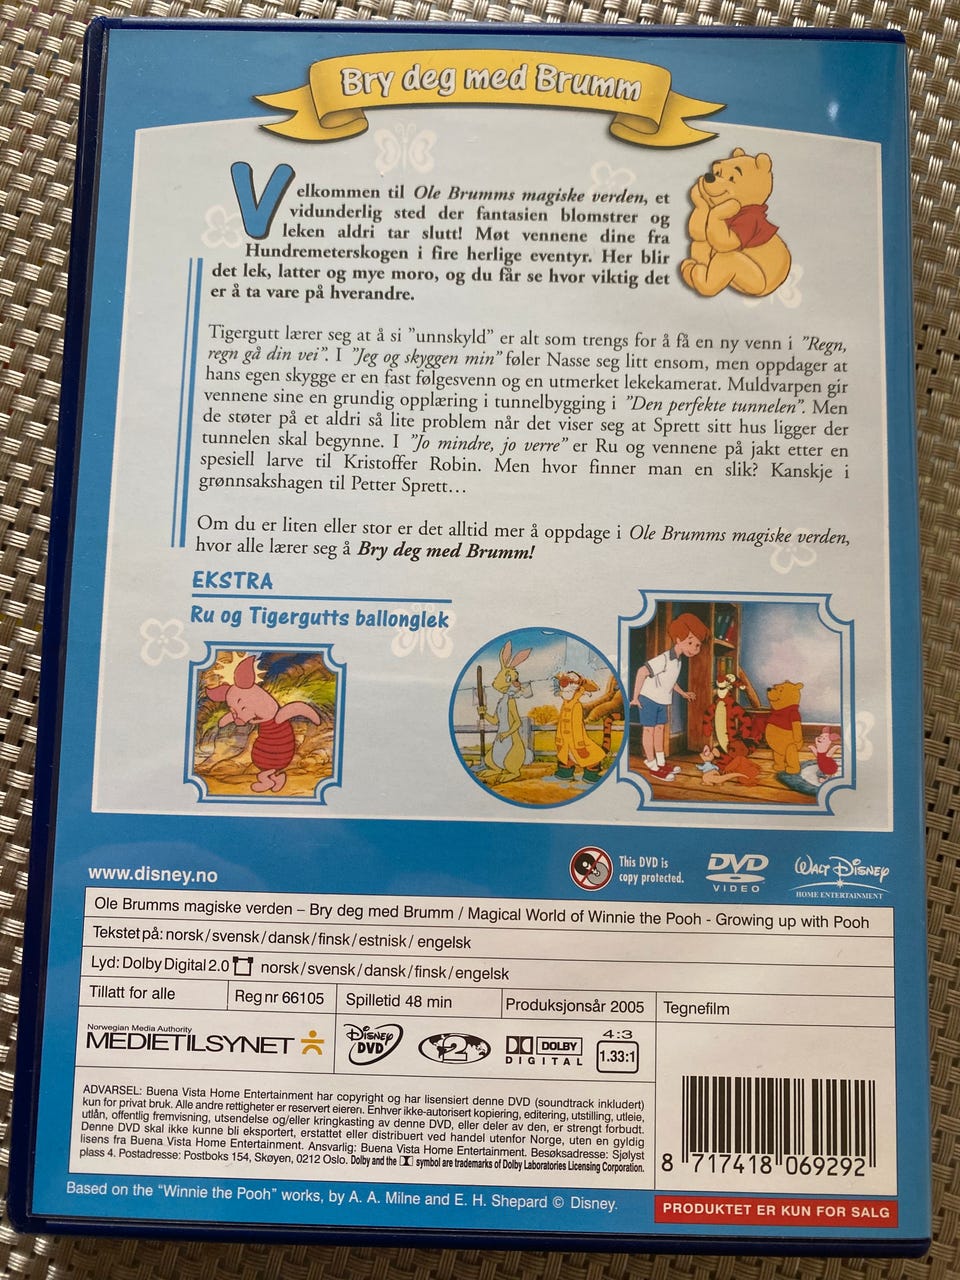 Bry deg med Brumm
Velkommen til Ole Brumms magiske verden, et
vidunderlig sted der fantasien blomstrer og
leken aldri tar slutt! Møt vennene dine fra
Hundremeterskogen i fire herlige eventyr. Her blir
det lek, latter og mye moro, og du får se hvor viktig det
er å ta vare på hverandre.
Tigergutt lærer seg at å si ”unnskyld” er alt som trengs for å få en ny venn i ”Regn,
regn gå din vei”. I ”Jeg og skyggen min” føler Nasse seg litt ensom, men oppdager at
hans egen skygge er en fast følgesvenn og en utmerket lekekamerat. Muldvarpen gir
vennene sine en grundig opplæring i tunnelbygging i ”Den perfekte tunnelen”. Men
de støter på et aldri så lite problem når det viser seg at Sprett sitt hus ligger der
tunnelen skal begynne. I ”Jo mindre, jo verre” er Ru og vennene på jakt etter en
spesiell larve til Kristoffer Robin. Men hvor finner man en slik? Kanskje i
grønnsakshagen til Petter Sprett...
Om du er liten eller stor er det alltid mer å oppdage i Ole Brumms magiske verden,
hvor alle lærer seg å Bry deg med Brumm!
EKSTRA
Ru og Tigergutts ballonglek
www.disney.no
This DVD is
copy protected.
DVD
VIDEO
WALT DISNEY
HOME ENTERTAINMENT
Ole Brumms magiske verden – Bry deg med Brumm / Magical World of Winnie the Pooh - Growing up with Pooh
Tekstet på: norsk/svensk/dansk/finsk/estnisk/engelsk
Lyd: Dolby Digital 2.0 norsk/svensk/dansk/finsk/engelsk
Tillatt for alle
Reg nr 66105
Spilletid 48 min
Produksjonsår 2005
Tegnefilm
Norwegian Media Authority
MEDIETILSYNET
DISNEY
DVD
2
DOLBY
DIGITAL
4:3
1.33:1
ADVARSEL: Buena Vista Home Entertainment har copyright og har lisensiert denne DVD (soundtrack inkludert)
kun for privat bruk. Alle andre rettigheter er reservert eieren. Enhver ikke-autorisert kopiering, editering, utstilling, utleie,
utlån, offentlig fremvisning, utsendelse og/eller kringkasting av denne DVD, eller deler av den, er strengt forbudt.
Denne DVD skal ikke kunne bli eksportert, erstattet eller distribuert ved handel utenfor Norge, uten en gyldig
lisens fra Buena Vista Home Entertainment. Ansvarlig: Buena Vista Home Entertainment. Besøksadresse: Sjølyst
plass 4. Postadresse: Postboks 154, Skøyen, 0212 Oslo. Dolby and the symbol are trademarks of Dolby Laboratories Licensing Corporation.
8 717418 069292
Based on the “Winnie the Pooh” works, by A. A. Milne and E. H. Shepard © Disney.
PRODUKTET ER KUN FOR SALG